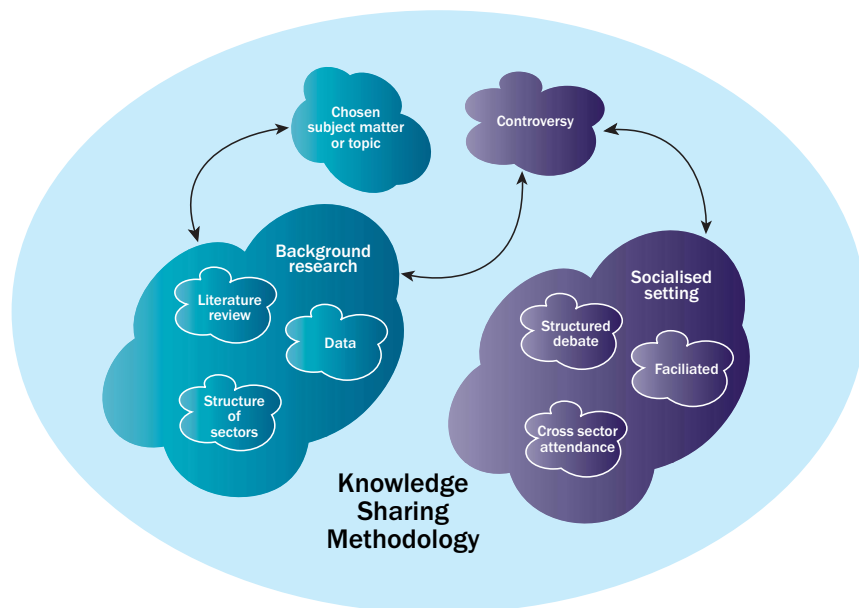 Chosen
subject matter
or topic
Controversy
Background
research
Literature
review
Data
Structure
of
sectors
Socialised
setting
Structured
debate
Faciliated
Cross sector
attendance
Knowledge
Sharing
Methodology